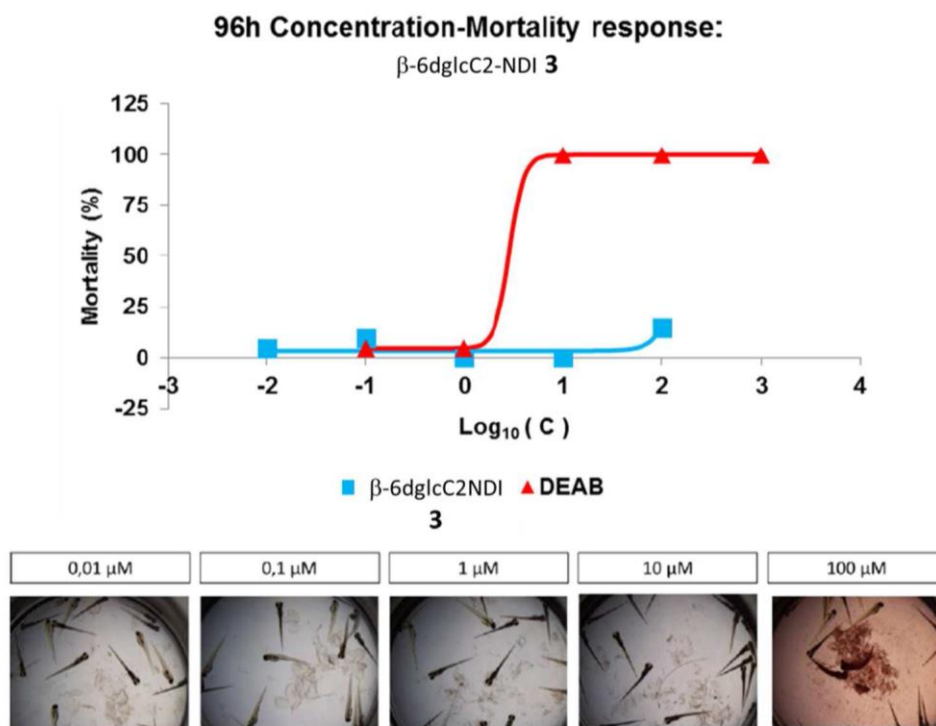 96h Concentration-Mortality response:
β-6dglcC2-NDI 3
125
100
75
50
25
0
-25
Mortality (%)
-3 -2 -1 0 1 2 3 4
Log10 ( C )
β-6dglcC2NDI DEAB
3
0,01 µM 0,1 µM 1 µM 10 µM 100 µM